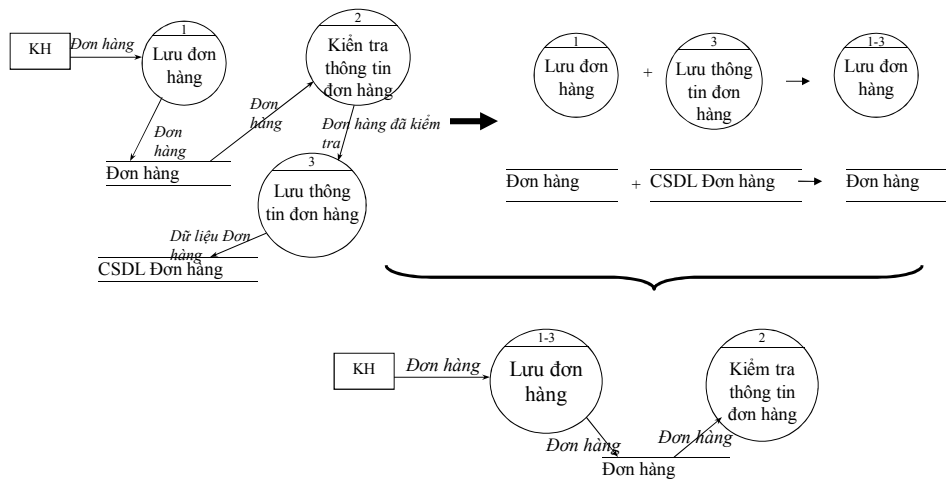 KH
Đơn hàng
1
Lưu đơn
hàng
2
Kiển tra
thông tin
đơn hàng
Đơn
hàng
Đơn
hàng
Đơn hàng đã kiểm
tra
Đơn hàng
3
Lưu thông
tin đơn hàng
Dữ liệu Đơn
hàng
CSDL Đơn hàng
1
Lưu đơn
hàng
+
3
Lưu thông
tin đơn
hàng
1-3
Lưu đơn
hàng
Đơn hàng
+
CSDL Đơn hàng
Đơn hàng
KH
Đơn hàng
1-3
Lưu đơn
hàng
2
Kiểm tra
thông tin
đơn hàng
Đơn hàng
Đơn hàng
Đơn hàng